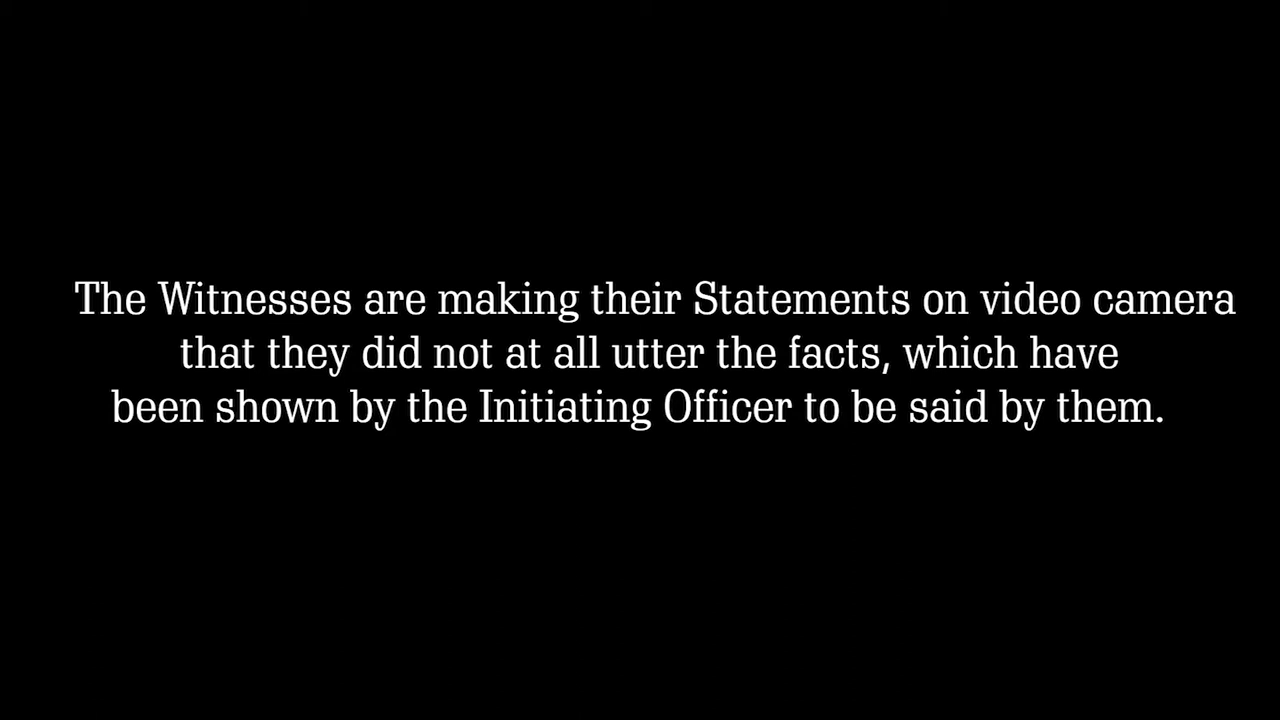 The Witnesses are making their Statements on video camera
that they did not at all utter the facts, which have
been shown by the Initiating Officer to be said by them.